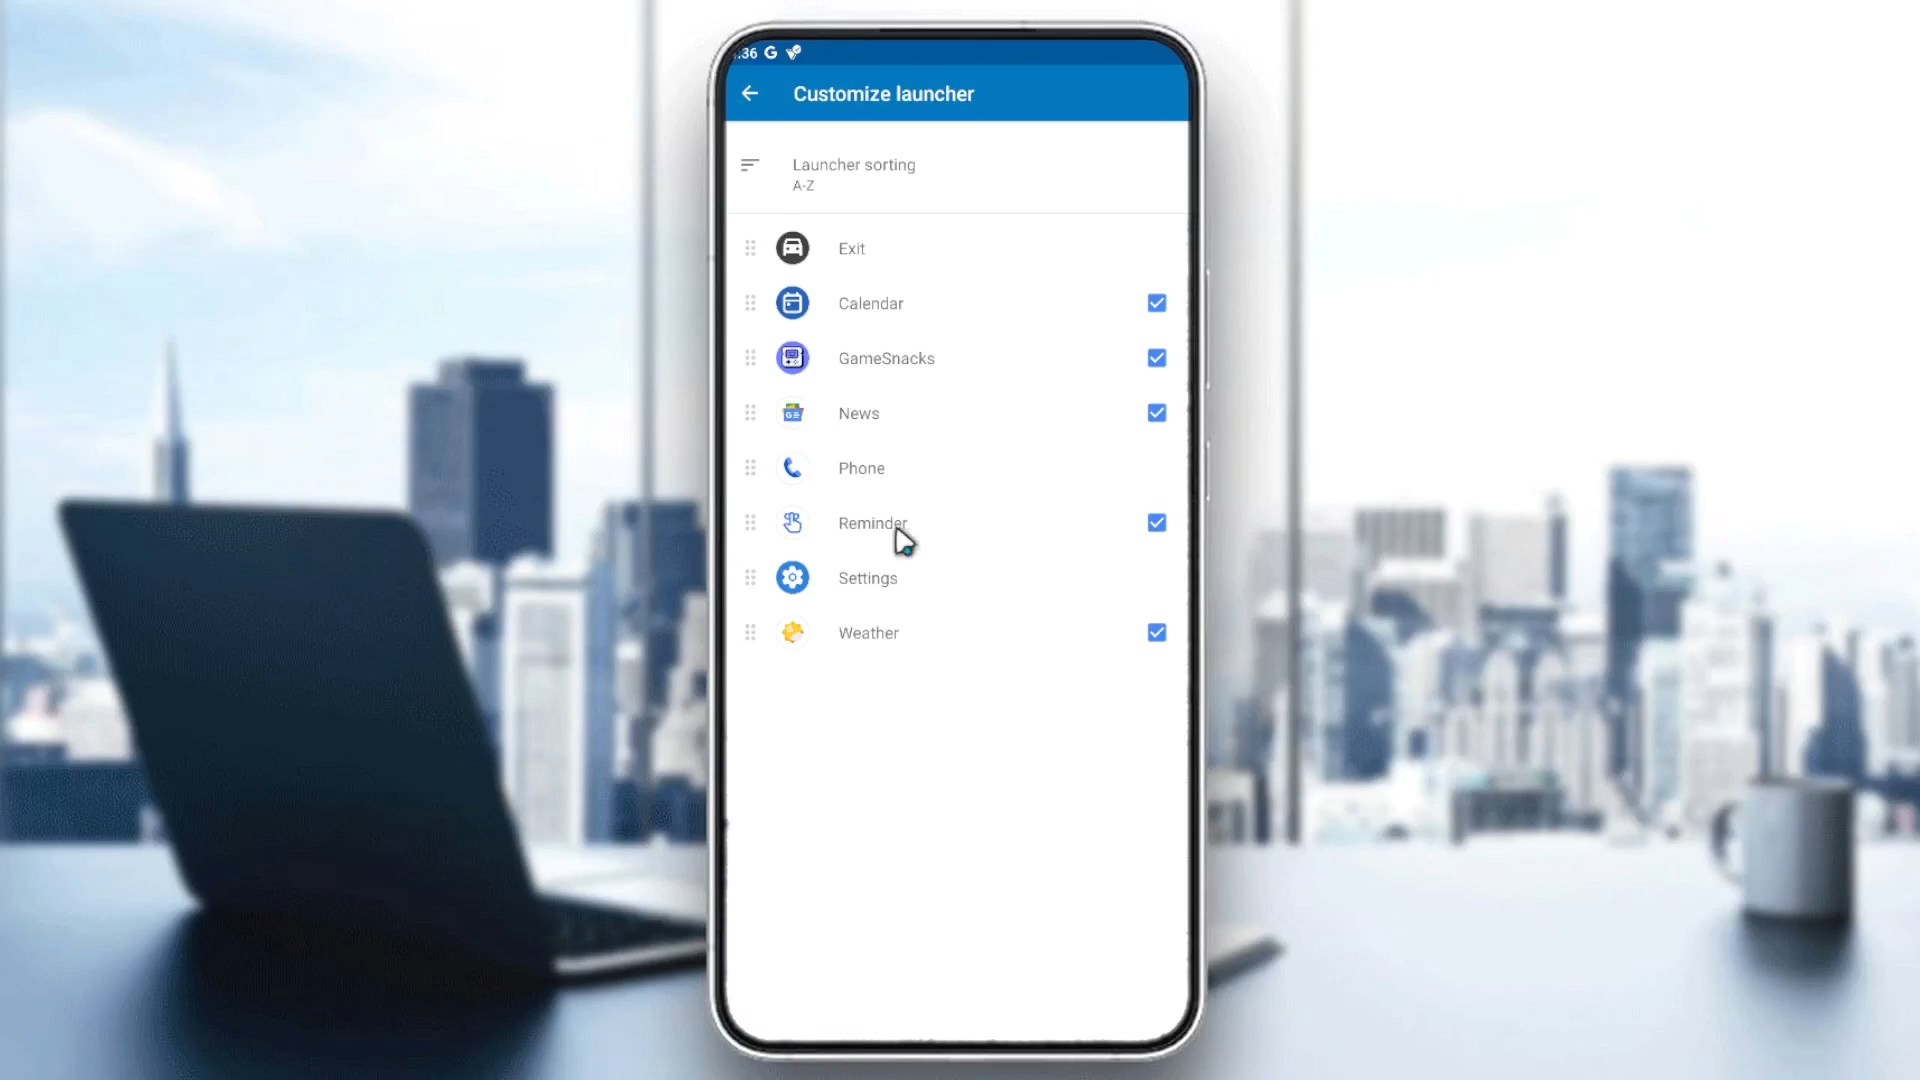 :36
Customize launcher
Launcher sorting
A-Z
Exit
Calendar
GameSnacks
News
Phone
Reminder
Settings
Weather